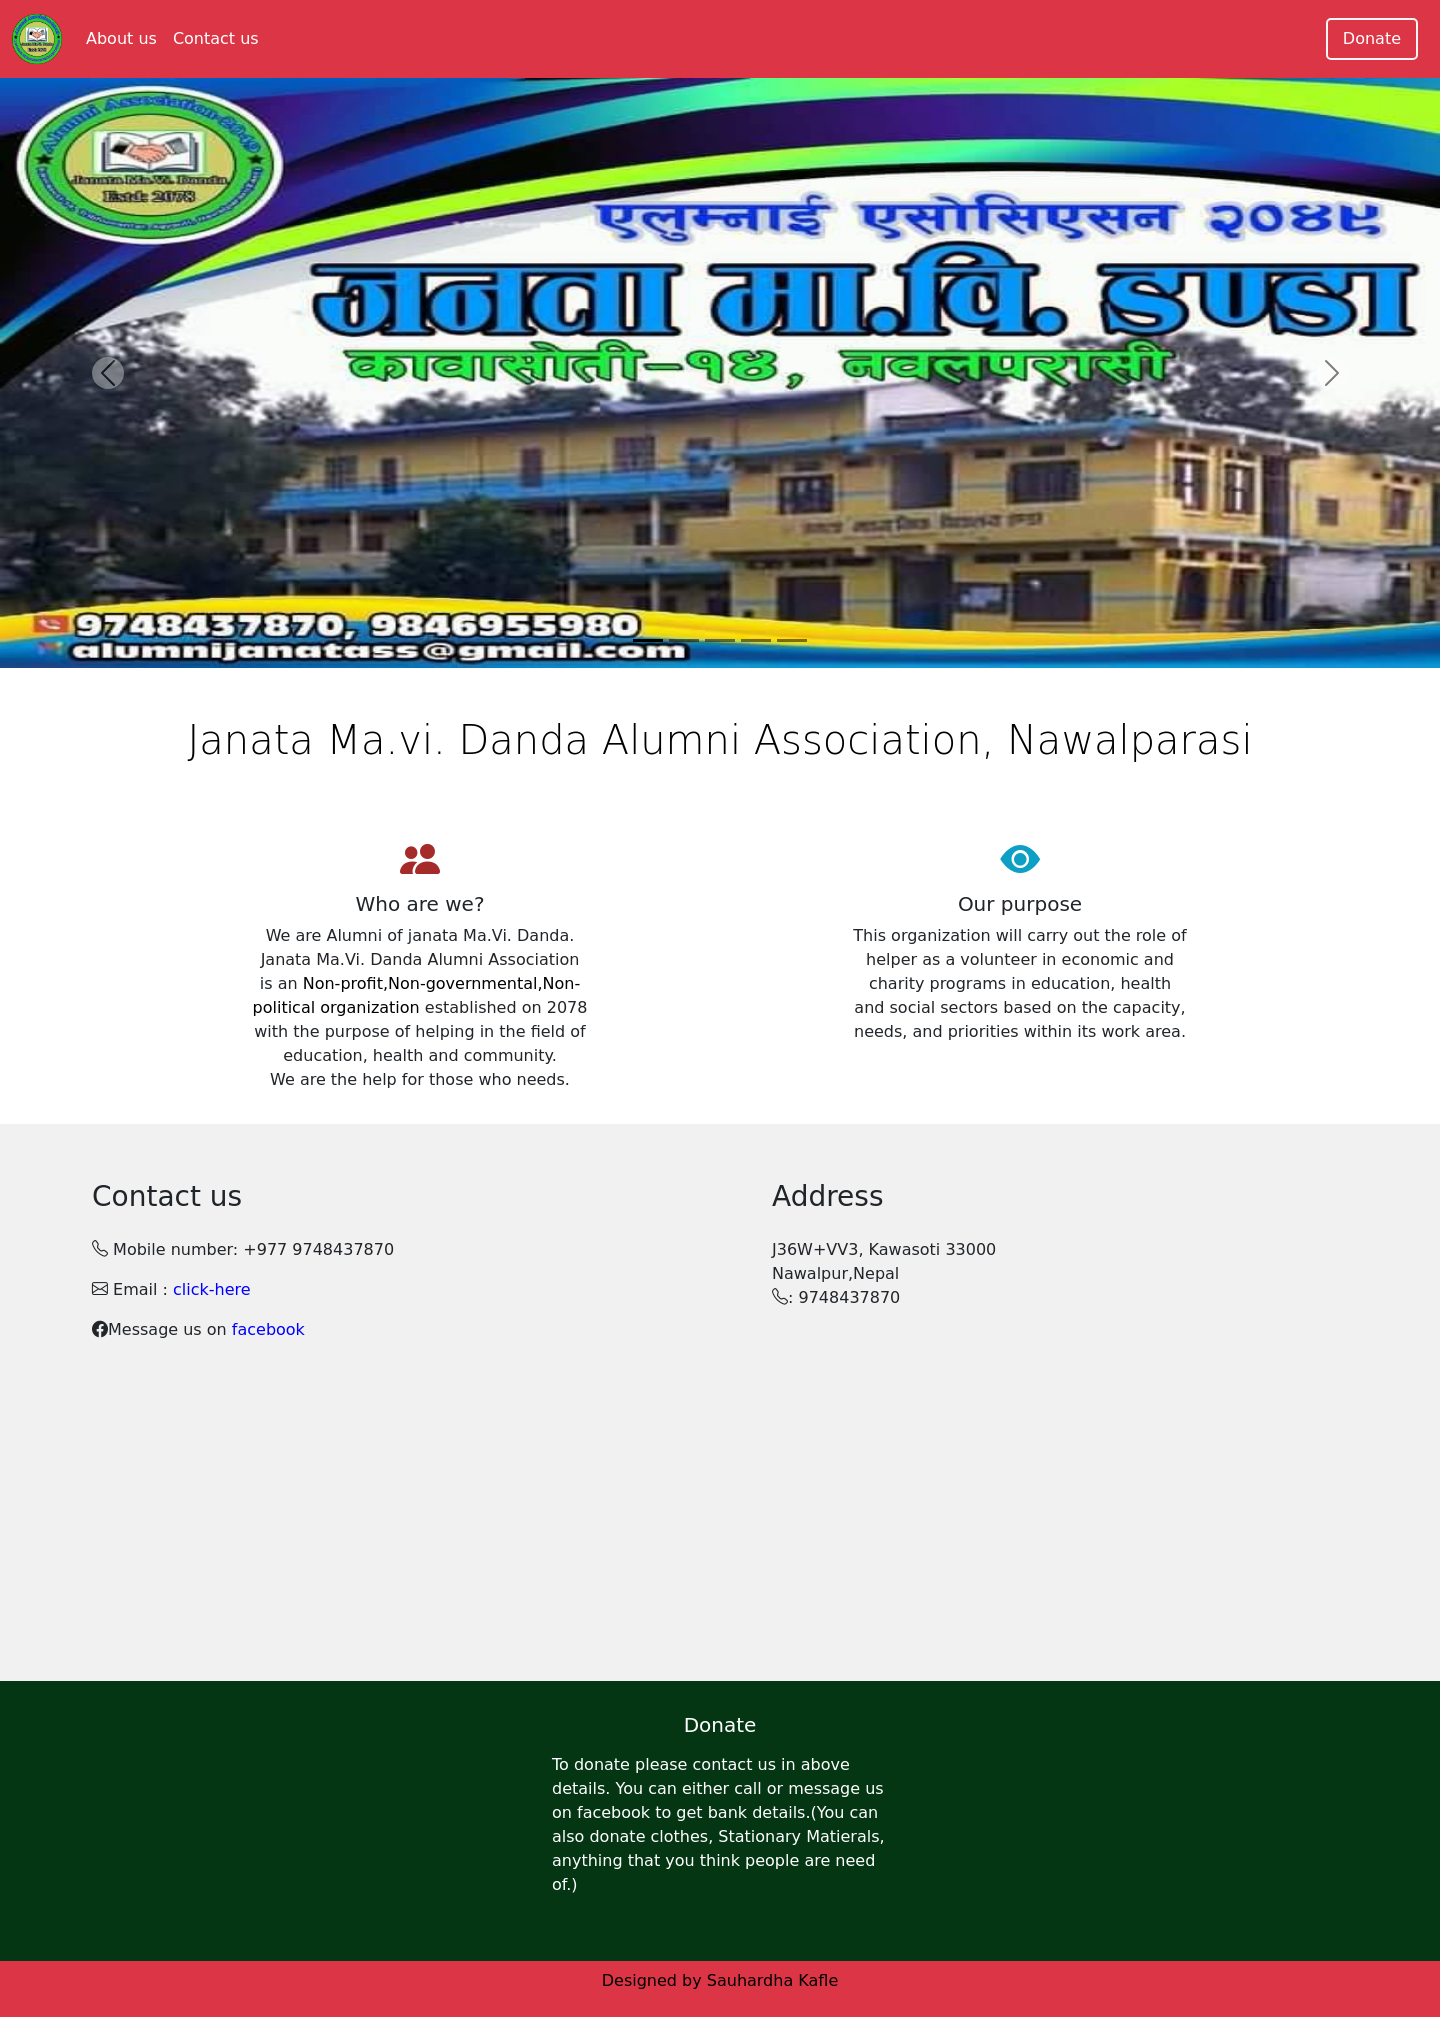 About us
Contact us
Donate
Alumni Association-2049
Janata Ma.Vi. Danda
Estd: 2078
एलुम्नाई एसोसिएसन २०४९
जनता मा.वि. डण्डा
कावासोती-१४, नवलपरासी
9748437870, 9846955980
alumnijanatass@gmail.com
Janata Ma.vi. Danda Alumni Association, Nawalparasi
Who are we?
We are Alumni of janata Ma.Vi. Danda.
Janata Ma.Vi. Danda Alumni Association
is an Non-profit,Non-governmental,Non-
political organization established on 2078
with the purpose of helping in the field of
education, health and community.
We are the help for those who needs.
Our purpose
This organization will carry out the role of
helper as a volunteer in economic and
charity programs in education, health
and social sectors based on the capacity,
needs, and priorities within its work area.
Contact us
Mobile number: +977 9748437870
Email : click-here
Message us on facebook
Address
J36W+VV3, Kawasoti 33000
Nawalpur,Nepal
: 9748437870
Donate
To donate please contact us in above
details. You can either call or message us
on facebook to get bank details.(You can
also donate clothes, Stationary Matierals,
anything that you think people are need
of.)
Designed by Sauhardha Kafle